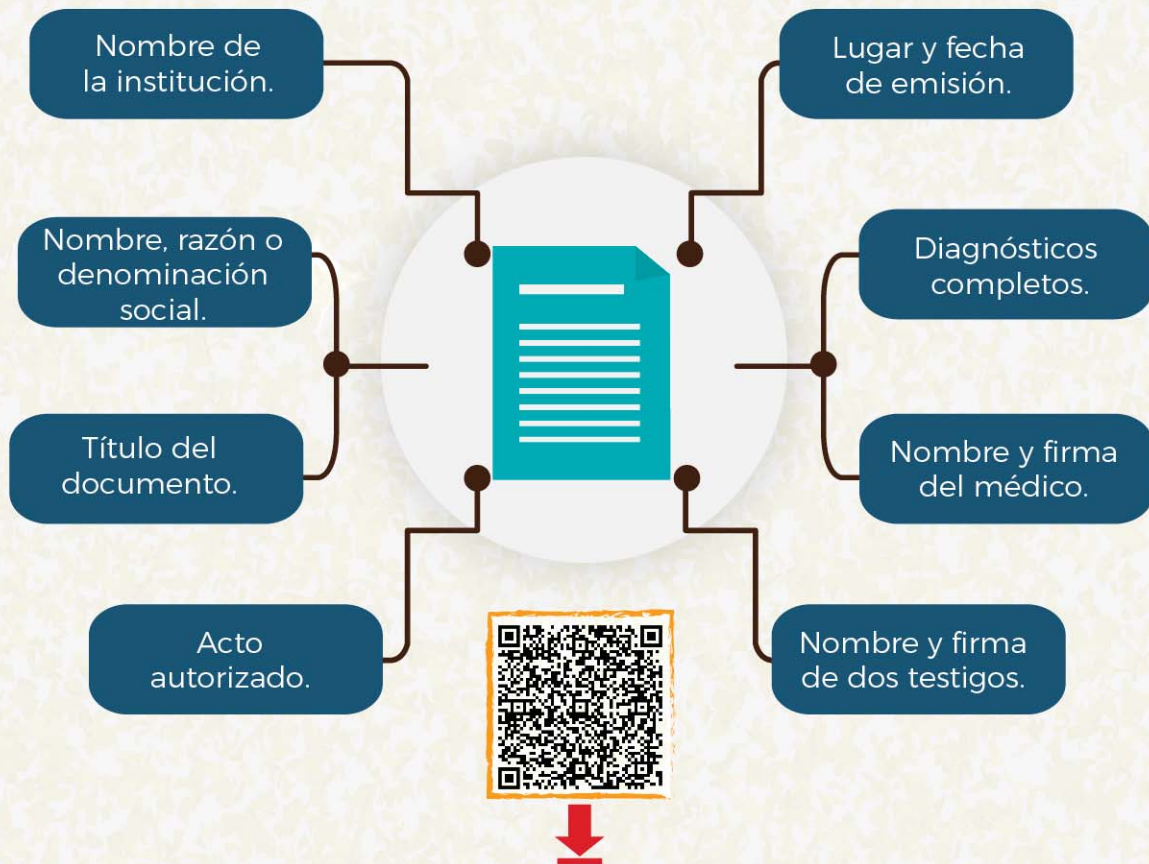 Nombre de
la institución.
Nombre, razón o
denominación
social.
Título del
documento.
Acto
autorizado.
Lugar y fecha
de emisión.
Diagnósticos
completos.
Nombre y firma
del médico.
Nombre y firma
de dos testigos.